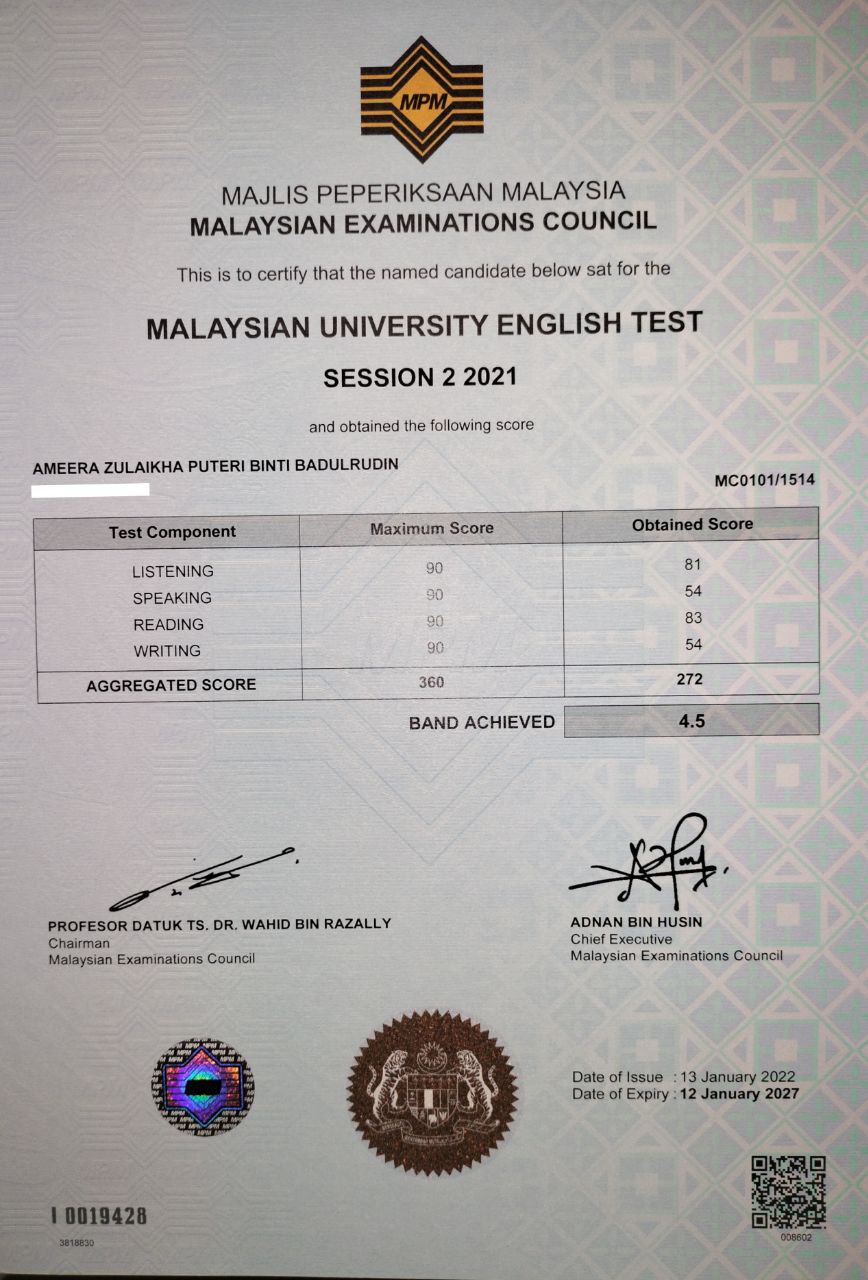 MPM
MAJLIS PEPERIKSAAN MALAYSIA
MALAYSIAN EXAMINATIONS COUNCIL
This is to certify that the named candidate below sat for the
MALAYSIAN UNIVERSITY ENGLISH TEST
SESSION 2 2021
and obtained the following score
AMEERA ZULAIKHA PUTERI BINTI BADULRUDIN
MC0101/1514
Test Component Maximum Score Obtained Score
LISTENING 90 81
SPEAKING 90 54
READING 90 83
WRITING 90 54
AGGREGATED SCORE 360 272
BAND ACHIEVED 4.5
PROFESOR DATUK TS. DR. WAHID BIN RAZALLY
Chairman
Malaysian Examinations Council
ADNAN BIN HUSIN
Chief Executive
Malaysian Examinations Council
Date of Issue : 13 January 2022
Date of Expiry : 12 January 2027
I 0019428
3818830
008602